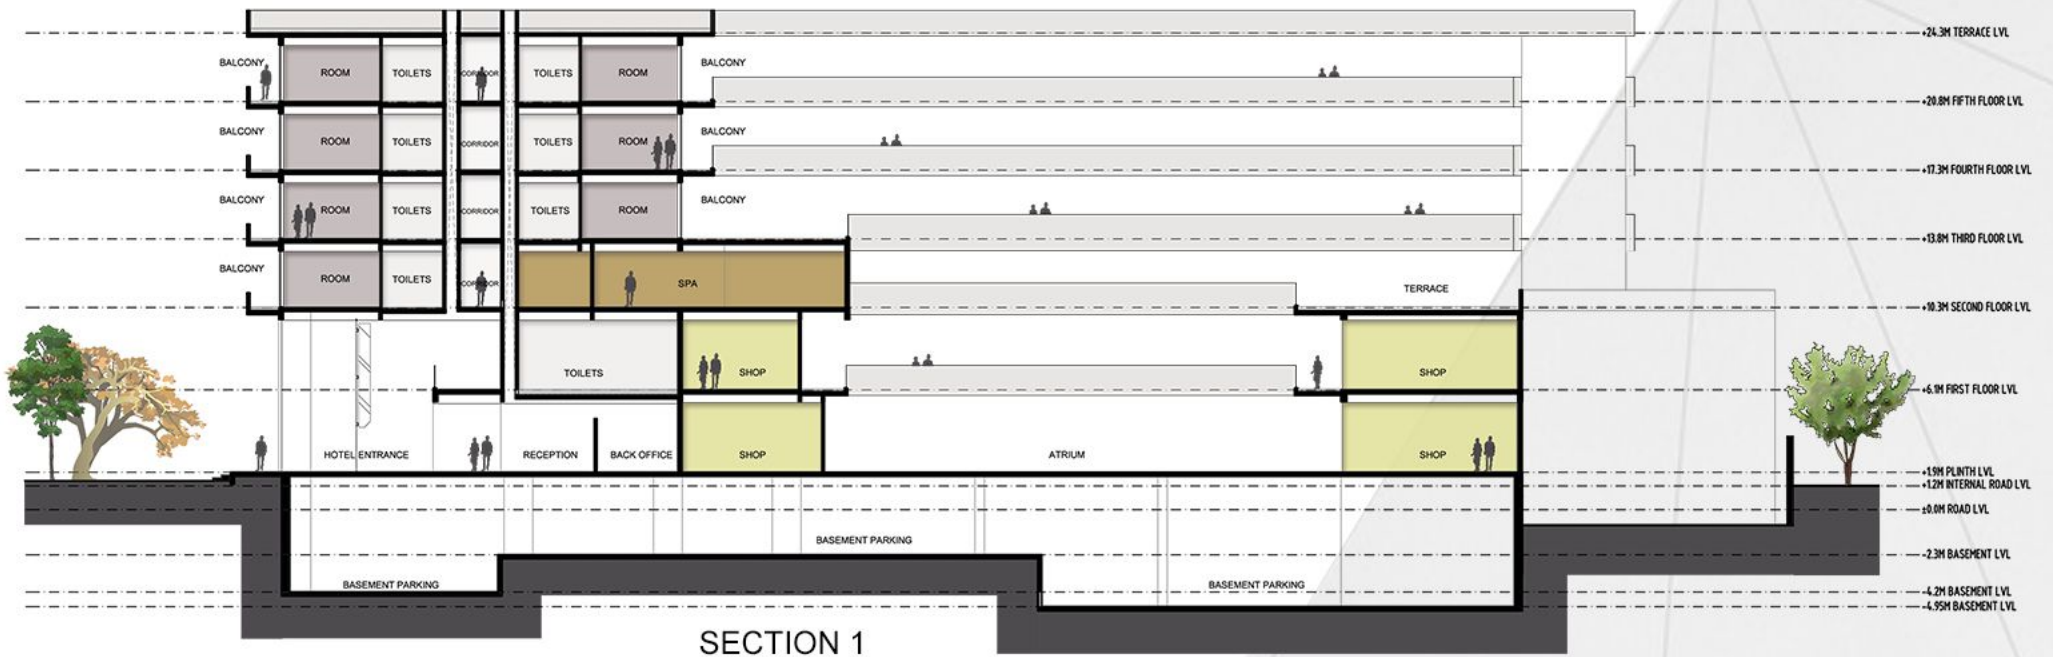 +24.3M TERRACE LVL
BALCONY ROOM TOILETS CORRIDOR TOILETS ROOM BALCONY
+20.8M FIFTH FLOOR LVL
BALCONY ROOM TOILETS CORRIDOR TOILETS ROOM BALCONY
+17.3M FOURTH FLOOR LVL
BALCONY ROOM TOILETS CORRIDOR TOILETS ROOM BALCONY
+13.8M THIRD FLOOR LVL
BALCONY ROOM TOILETS CORRIDOR SPA TERRACE
+10.3M SECOND FLOOR LVL
TOILETS SHOP SHOP
+6.1M FIRST FLOOR LVL
HOTEL ENTRANCE RECEPTION BACK OFFICE SHOP ATRIUM SHOP
+1.9M PLINTH LVL
+1.2M INTERNAL ROAD LVL
±0.0M ROAD LVL
BASEMENT PARKING
-2.3M BASEMENT LVL
BASEMENT PARKING BASEMENT PARKING
-4.2M BASEMENT LVL
-4.95M BASEMENT LVL
SECTION 1